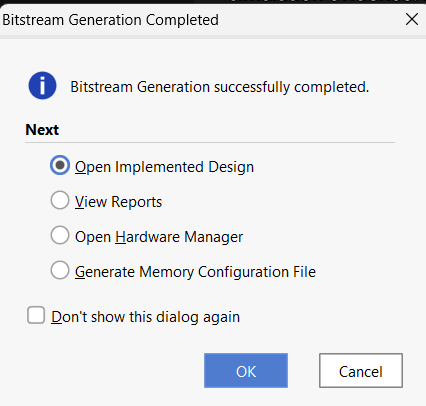 Bitstream Generation Completed
Bitstream Generation successfully completed.
Next
Open Implemented Design
View Reports
Open Hardware Manager
Generate Memory Configuration File
Don't show this dialog again
OK
Cancel